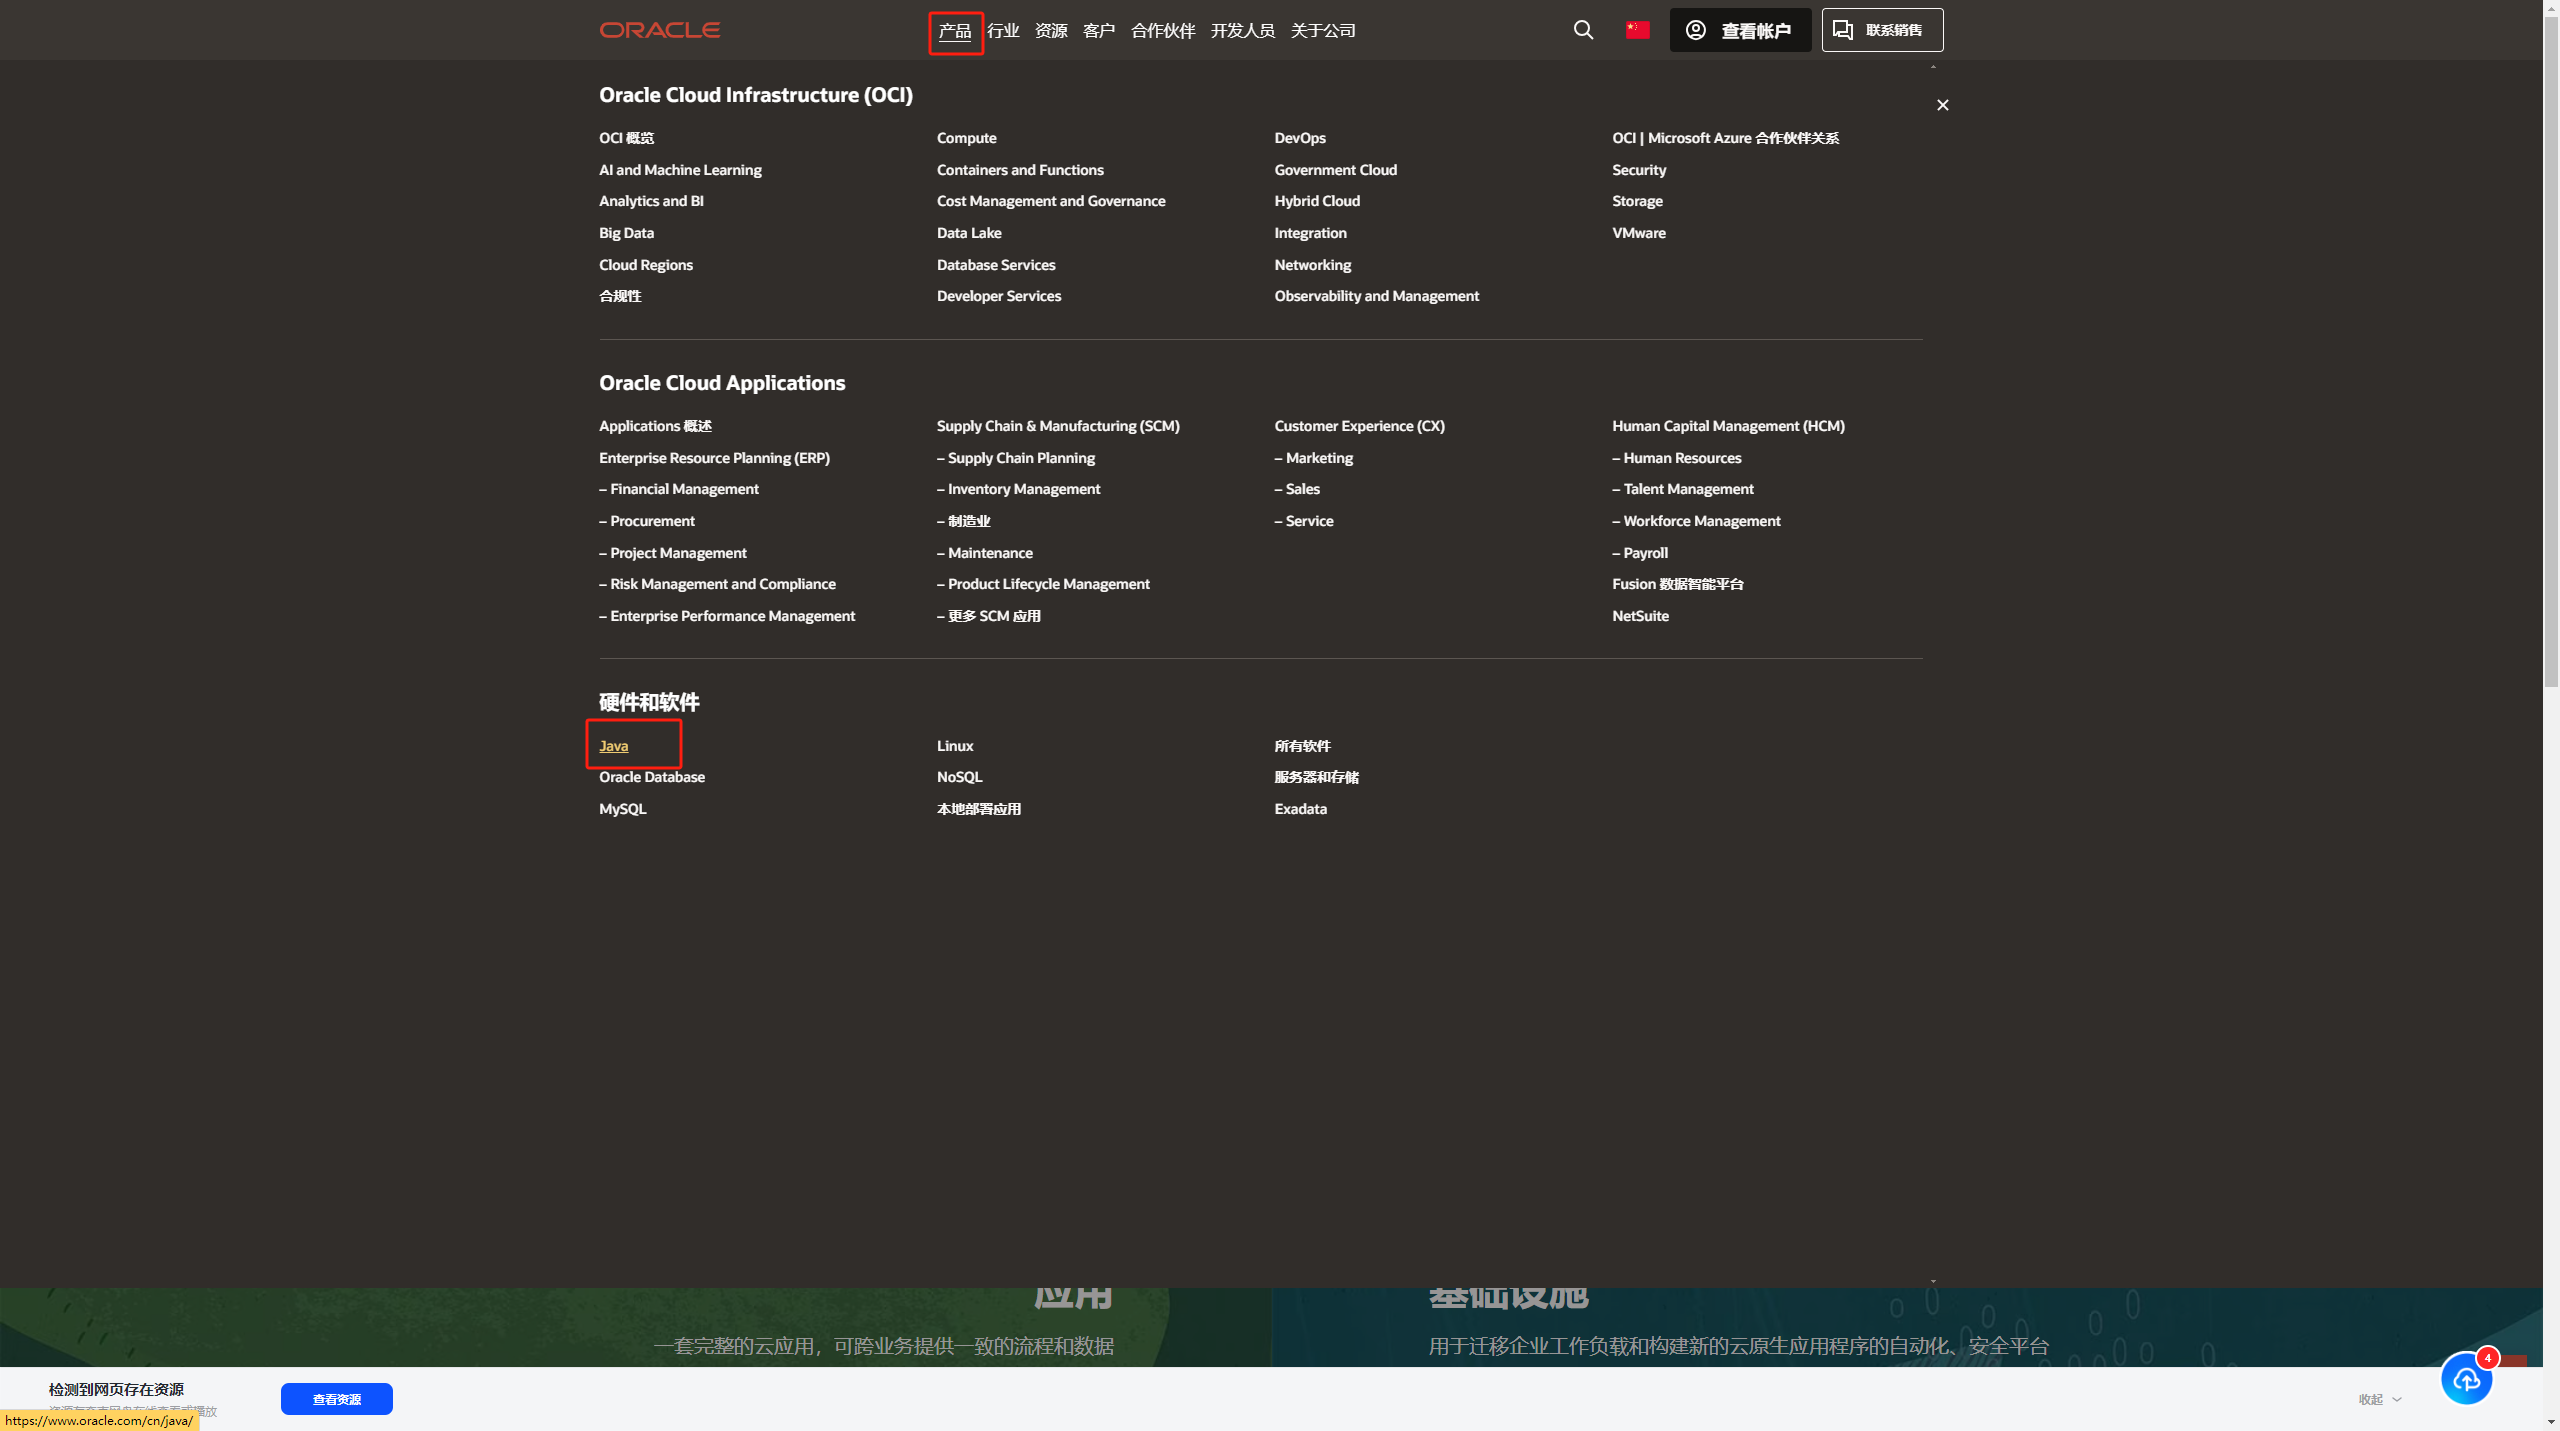 ORACLE
产品 行业 资源 客户 合作伙伴 开发人员 关于公司
查看帐户
联系销售
Oracle Cloud Infrastructure (OCI)
OCI 概览
AI and Machine Learning
Analytics and BI
Big Data
Cloud Regions
合规性
Compute
Containers and Functions
Cost Management and Governance
Data Lake
Database Services
Developer Services
DevOps
Government Cloud
Hybrid Cloud
Integration
Networking
Observability and Management
OCI | Microsoft Azure 合作伙伴关系
Security
Storage
VMware
Oracle Cloud Applications
Applications 概述
Enterprise Resource Planning (ERP)
– Financial Management
– Procurement
– Project Management
– Risk Management and Compliance
– Enterprise Performance Management
Supply Chain & Manufacturing (SCM)
– Supply Chain Planning
– Inventory Management
– 制造业
– Maintenance
– Product Lifecycle Management
– 更多 SCM 应用
Customer Experience (CX)
– Marketing
– Sales
– Service
Human Capital Management (HCM)
– Human Resources
– Talent Management
– Workforce Management
– Payroll
Fusion 数据智能平台
NetSuite
硬件和软件
Java
Oracle Database
MySQL
Linux
NoSQL
本地部署应用
所有软件
服务器和存储
Exadata
应用
一套完整的云应用，可跨业务提供一致的流程和数据
基础设施
用于迁移企业工作负载和构建新的云原生应用程序的自动化、安全平台
检测到网页存在资源
查看资源
收起
4
https://www.oracle.com/cn/java/